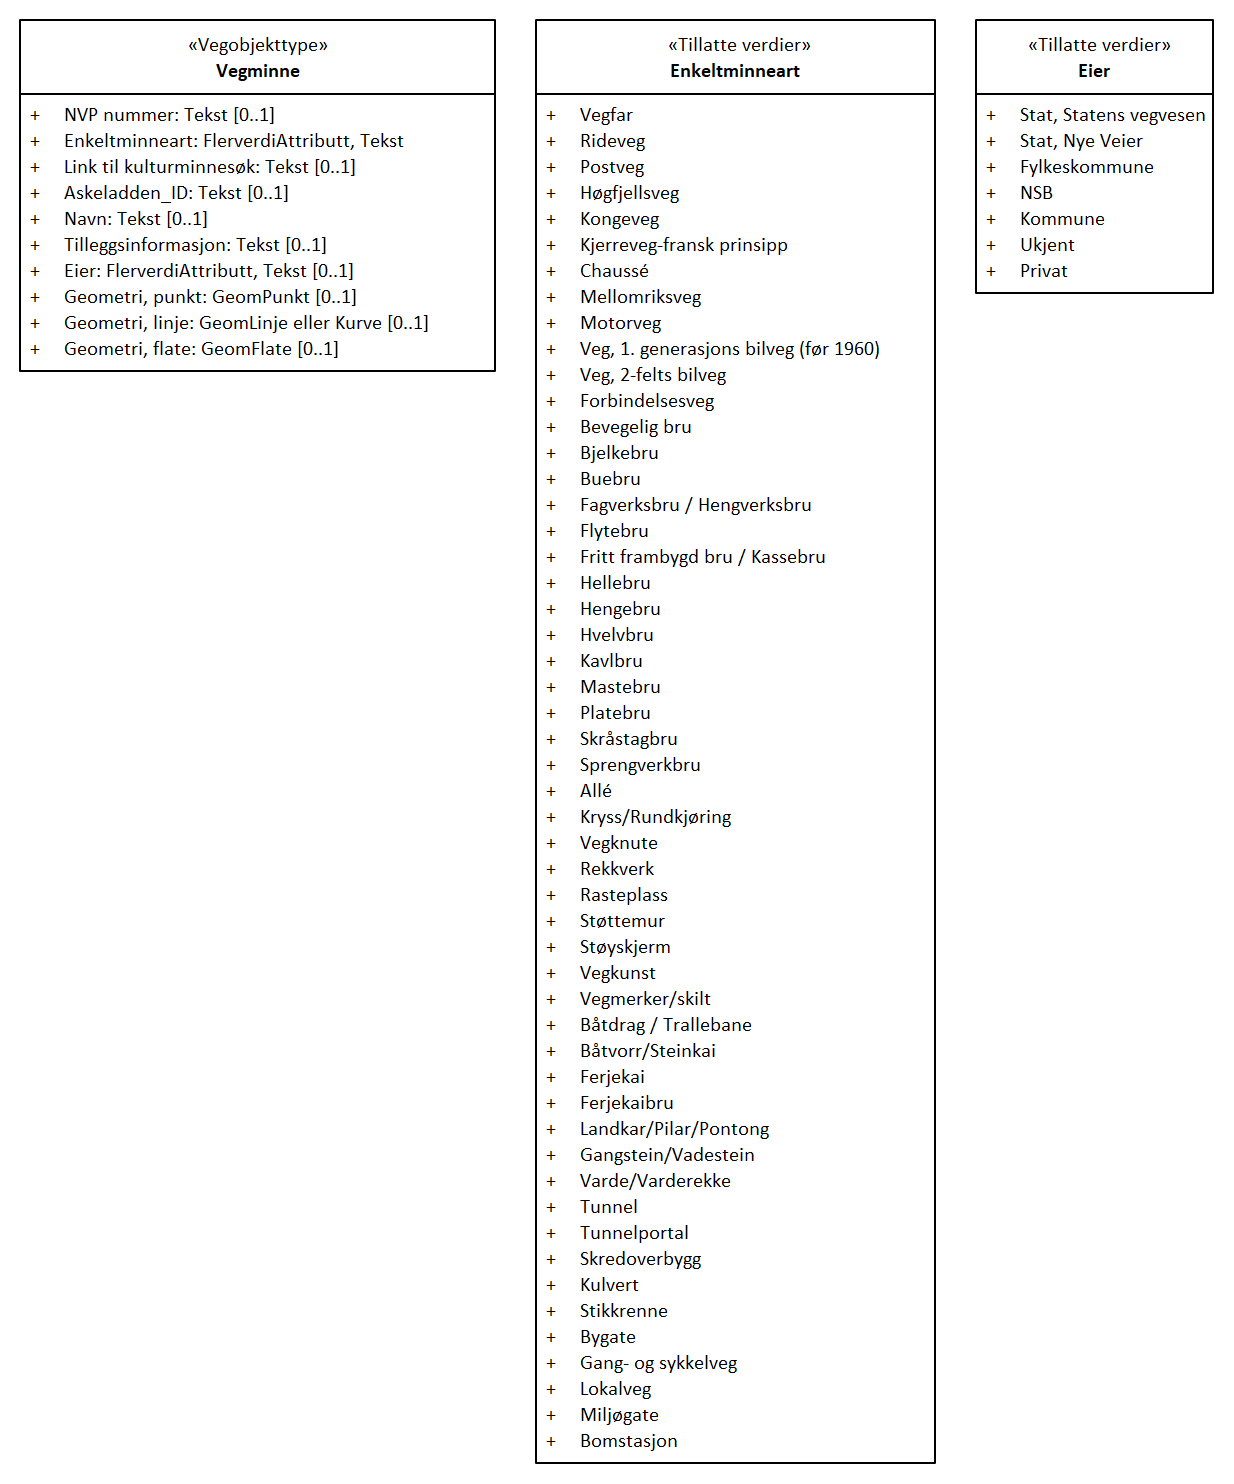 «Vegobjekttype»
Vegminne
+ NVP nummer: Tekst [0..1]
+ Enkeltminneart: FlerverdiAttributt, Tekst
+ Link til kulturminnesøk: Tekst [0..1]
+ Askeladden_ID: Tekst [0..1]
+ Navn: Tekst [0..1]
+ Tilleggsinformasjon: Tekst [0..1]
+ Eier: FlerverdiAttributt, Tekst [0..1]
+ Geometri, punkt: GeomPunkt [0..1]
+ Geometri, linje: GeomLinje eller Kurve [0..1]
+ Geometri, flate: GeomFlate [0..1]
«Tillatte verdier»
Enkeltminneart
+ Vegfar
+ Rideveg
+ Postveg
+ Høgfjellsveg
+ Kongeveg
+ Kjerreveg-fransk prinsipp
+ Chaussé
+ Mellomriksveg
+ Motorveg
+ Veg, 1. generasjons bilveg (før 1960)
+ Veg, 2-felts bilveg
+ Forbindelsesveg
+ Bevegelig bru
+ Bjelkebru
+ Buebru
+ Fagverksbru / Hengverksbru
+ Flytebru
+ Fritt frambygd bru / Kassebru
+ Hellebru
+ Hengebru
+ Hvelvbru
+ Kavlbru
+ Mastebru
+ Platebru
+ Skråstagbru
+ Sprengverkbru
+ Allé
+ Kryss/Rundkjøring
+ Vegknute
+ Rekkverk
+ Rasteplass
+ Støttemur
+ Støyskjerm
+ Vegkunst
+ Vegmerker/skilt
+ Båtdrag / Trallebane
+ Båtvorr/Steinkai
+ Ferjekai
+ Ferjekaibru
+ Landkar/Pilar/Pontong
+ Gangstein/Vadestein
+ Varde/Varderekke
+ Tunnel
+ Tunnelportal
+ Skredoverbygg
+ Kulvert
+ Stikkrenne
+ Bygate
+ Gang- og sykkelveg
+ Lokalveg
+ Miljøgate
+ Bomstasjon
«Tillatte verdier»
Eier
+ Stat, Statens vegvesen
+ Stat, Nye Veier
+ Fylkeskommune
+ NSB
+ Kommune
+ Ukjent
+ Privat